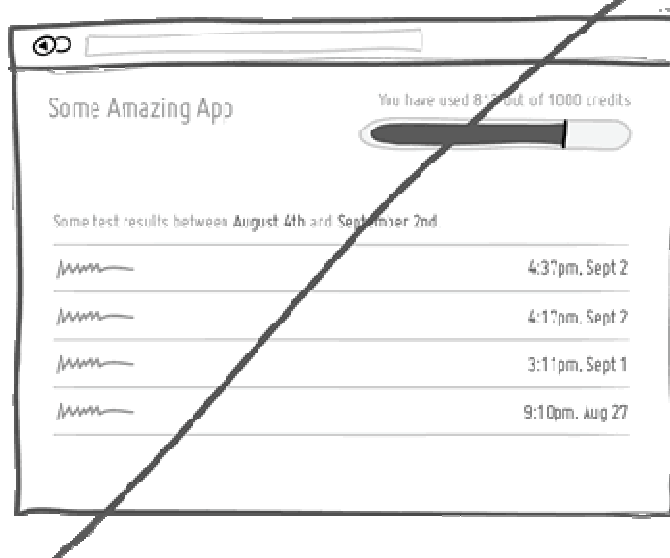 Some Amazing App
You have used out of 1000 credits
Some test results between August 4th and September 2nd
4:37pm, Sept 2
4:17pm, Sept 2
3:11pm, Sept 1
9:10pm, Aug 27